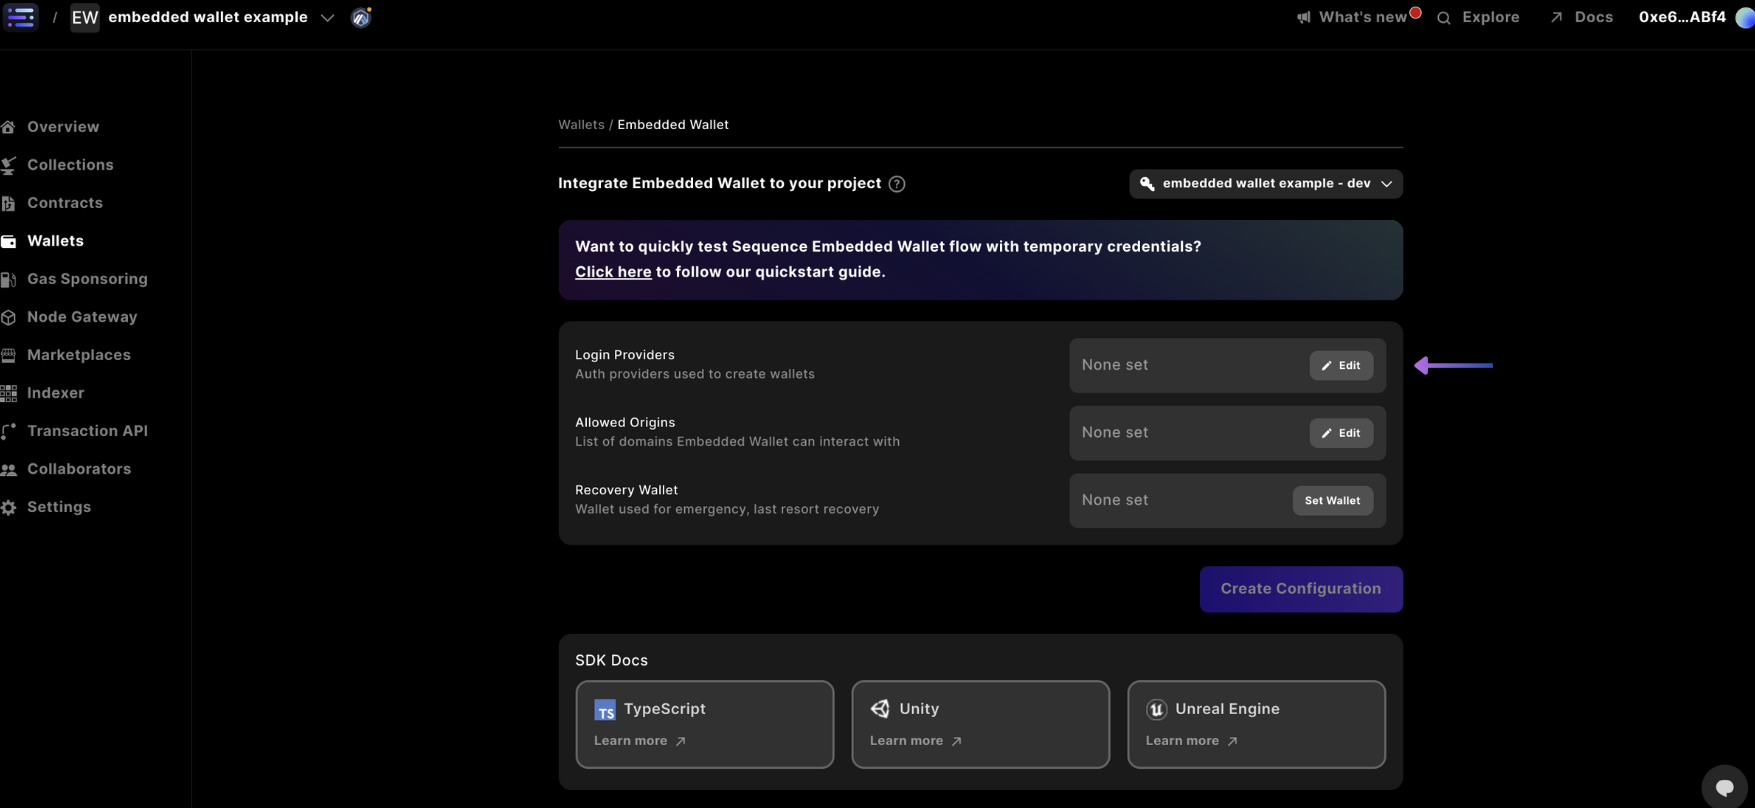 / EW embedded wallet example
What's new Explore Docs 0xe6...ABf4
Overview
Collections
Contracts
Wallets
Gas Sponsoring
Node Gateway
Marketplaces
Indexer
Transaction API
Collaborators
Settings
Wallets / Embedded Wallet
Integrate Embedded Wallet to your project ?
embedded wallet example - dev
Want to quickly test Sequence Embedded Wallet flow with temporary credentials?
Click here to follow our quickstart guide.
Login Providers
Auth providers used to create wallets
None set Edit
Allowed Origins
List of domains Embedded Wallet can interact with
None set Edit
Recovery Wallet
Wallet used for emergency, last resort recovery
None set Set Wallet
Create Configuration
SDK Docs
TS TypeScript
Learn more
Unity
Learn more
Unreal Engine
Learn more